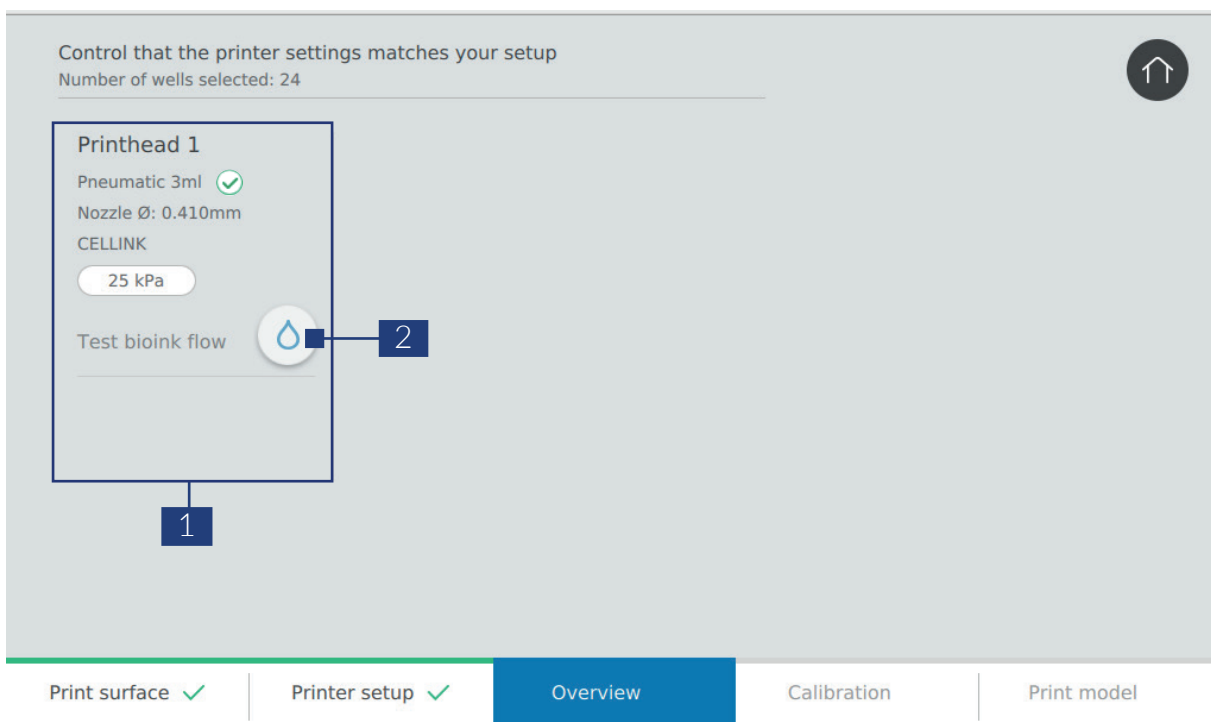 Control that the printer settings matches your setup
Number of wells selected: 24
Printhead 1
Pneumatic 3ml
Nozzle Ø: 0.410mm
CELLINK
25 kPa
Test bioink flow
2
1
Print surface
Printer setup
Overview
Calibration
Print model